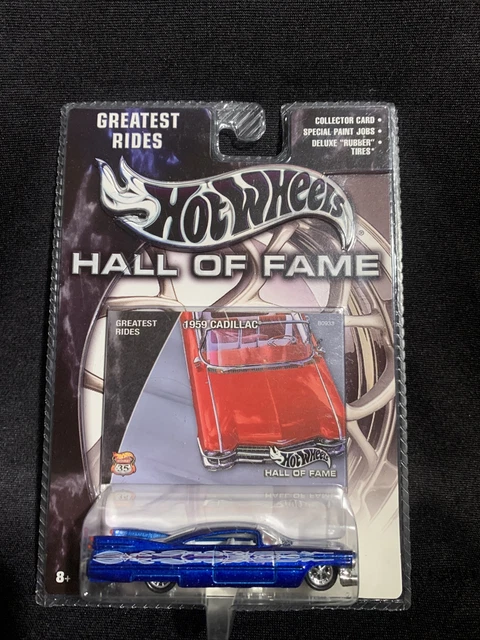 GREATEST
RIDES
COLLECTOR CARD •
SPECIAL PAINT JOBS •
DELUXE "RUBBER" •
TIRES
Hot Wheels
®
HALL OF FAME
GREATEST
RIDES
1959 CADILLAC
35
Hot Wheels
HALL OF FAME
8+